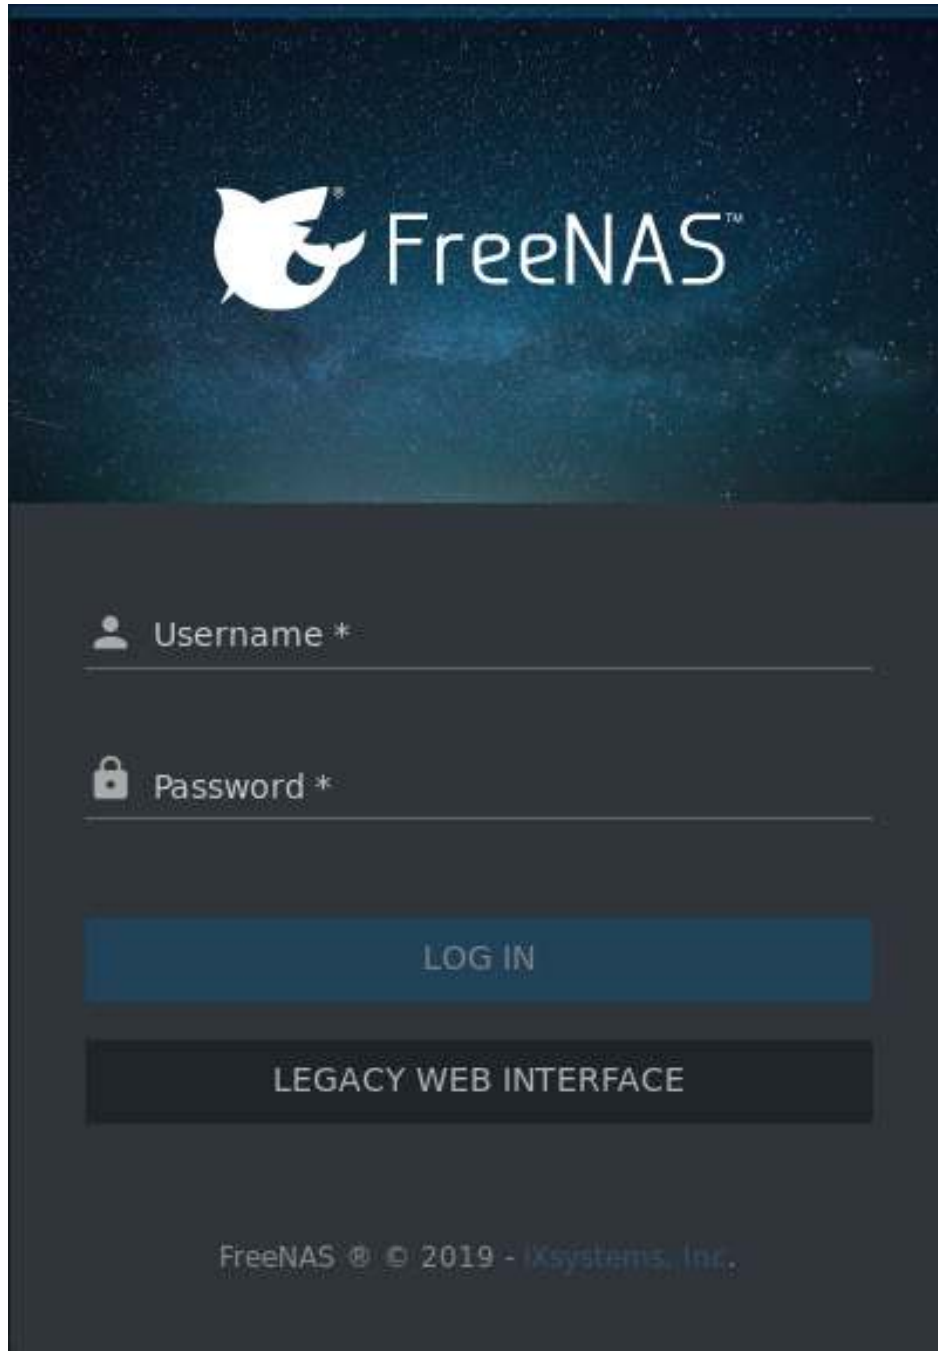 FreeNAS™
Username *
Password *
LOG IN
LEGACY WEB INTERFACE
FreeNAS ® © 2019 - iXsystems, Inc.